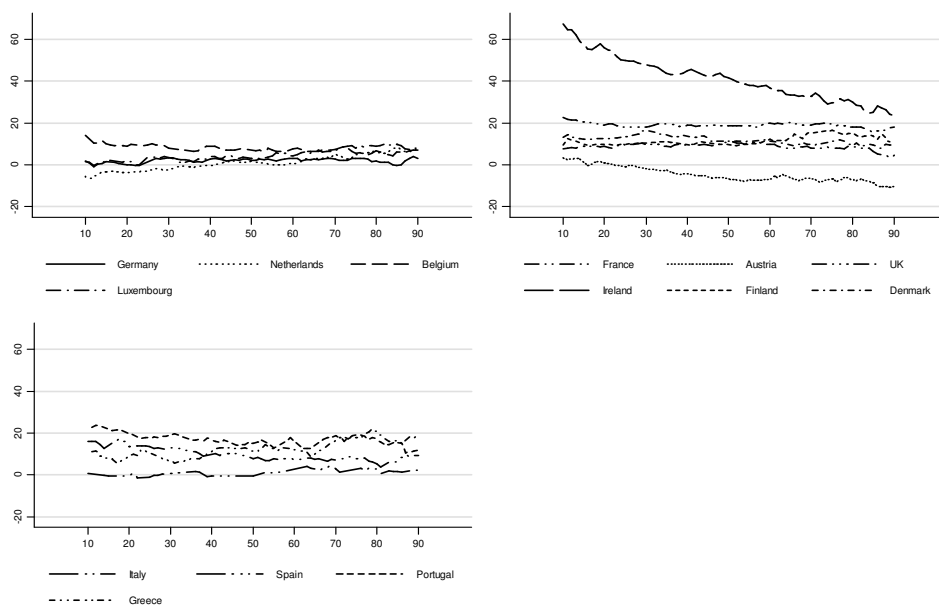 60
40
20
0
-20
10 20 30 40 50 60 70 80 90
Germany Netherlands Belgium
Luxembourg
60
40
20
0
-20
10 20 30 40 50 60 70 80 90
France Austria UK
Ireland Finland Denmark
60
40
20
0
-20
10 20 30 40 50 60 70 80 90
Italy Spain Portugal
Greece